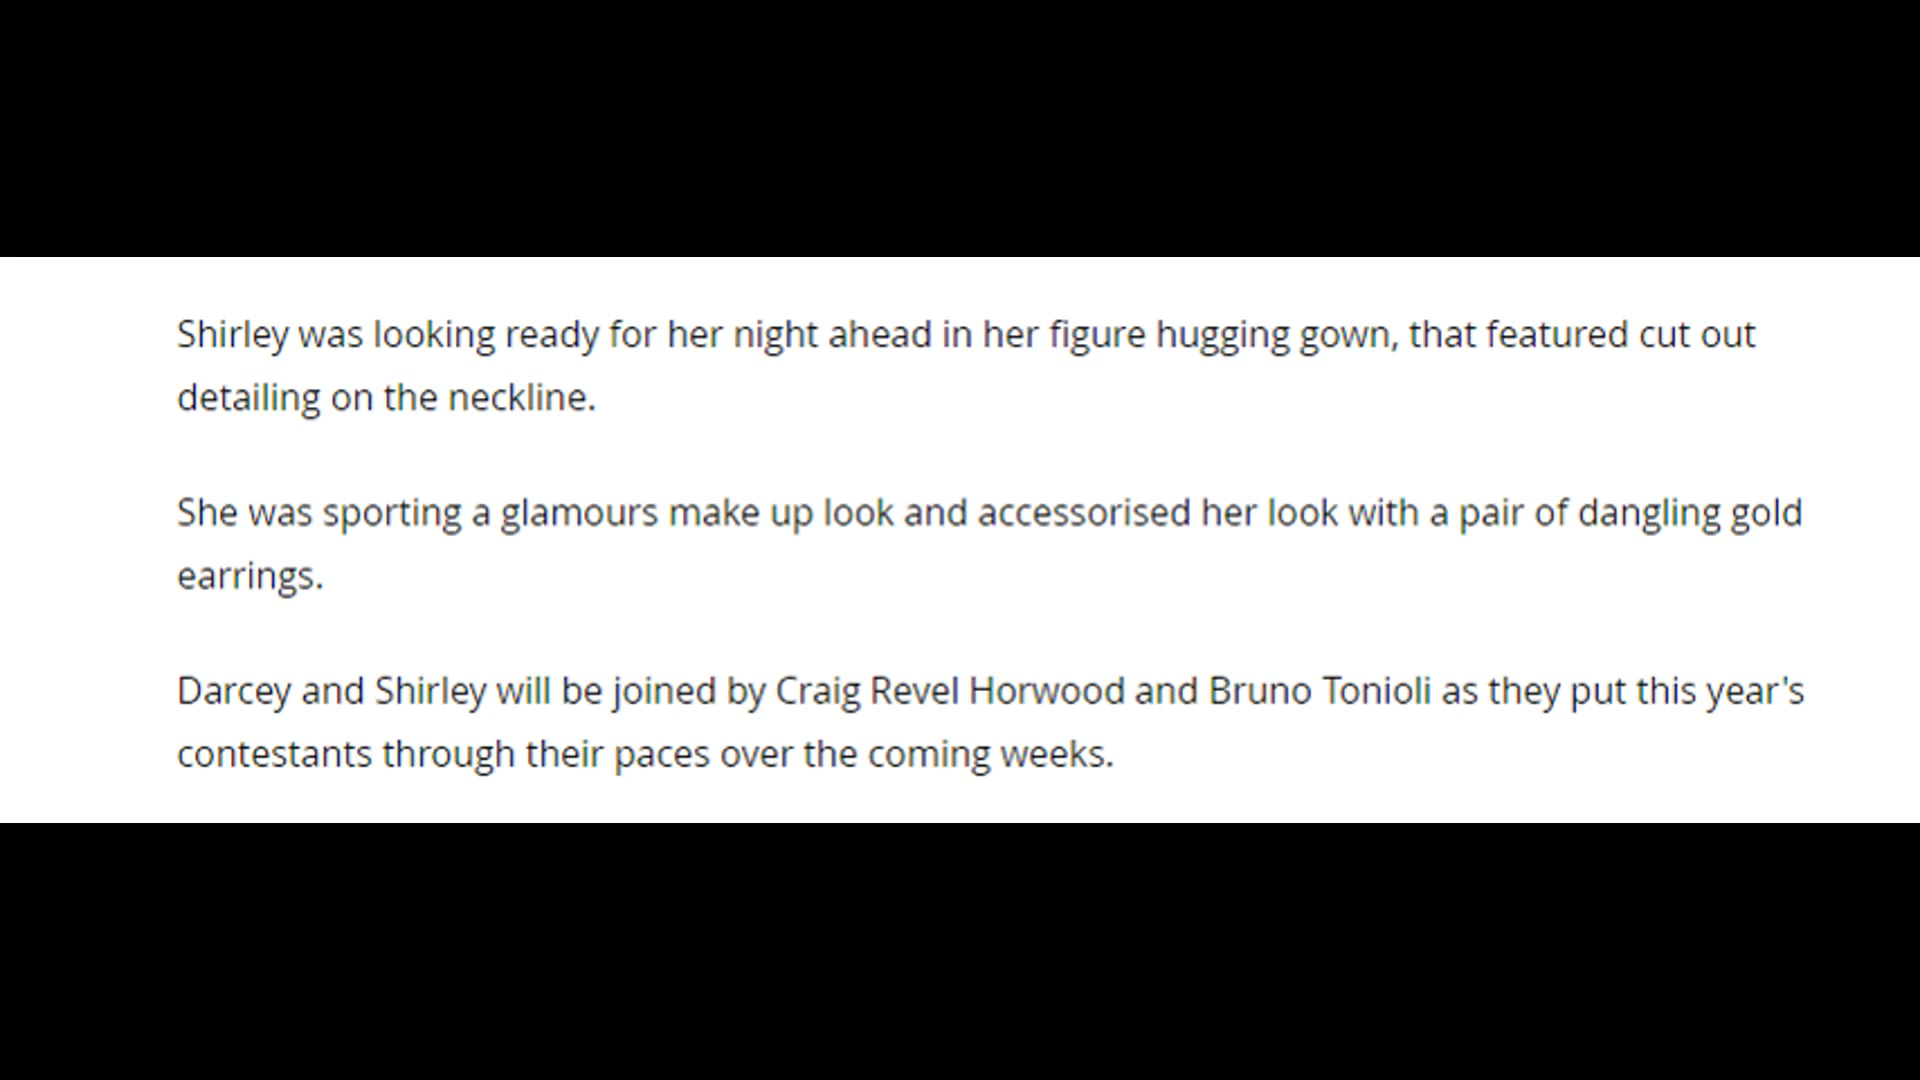 Shirley was looking ready for her night ahead in her figure hugging gown, that featured cut out
detailing on the neckline.
She was sporting a glamours make up look and accessorised her look with a pair of dangling gold
earrings.
Darcey and Shirley will be joined by Craig Revel Horwood and Bruno Tonioli as they put this year's
contestants through their paces over the coming weeks.